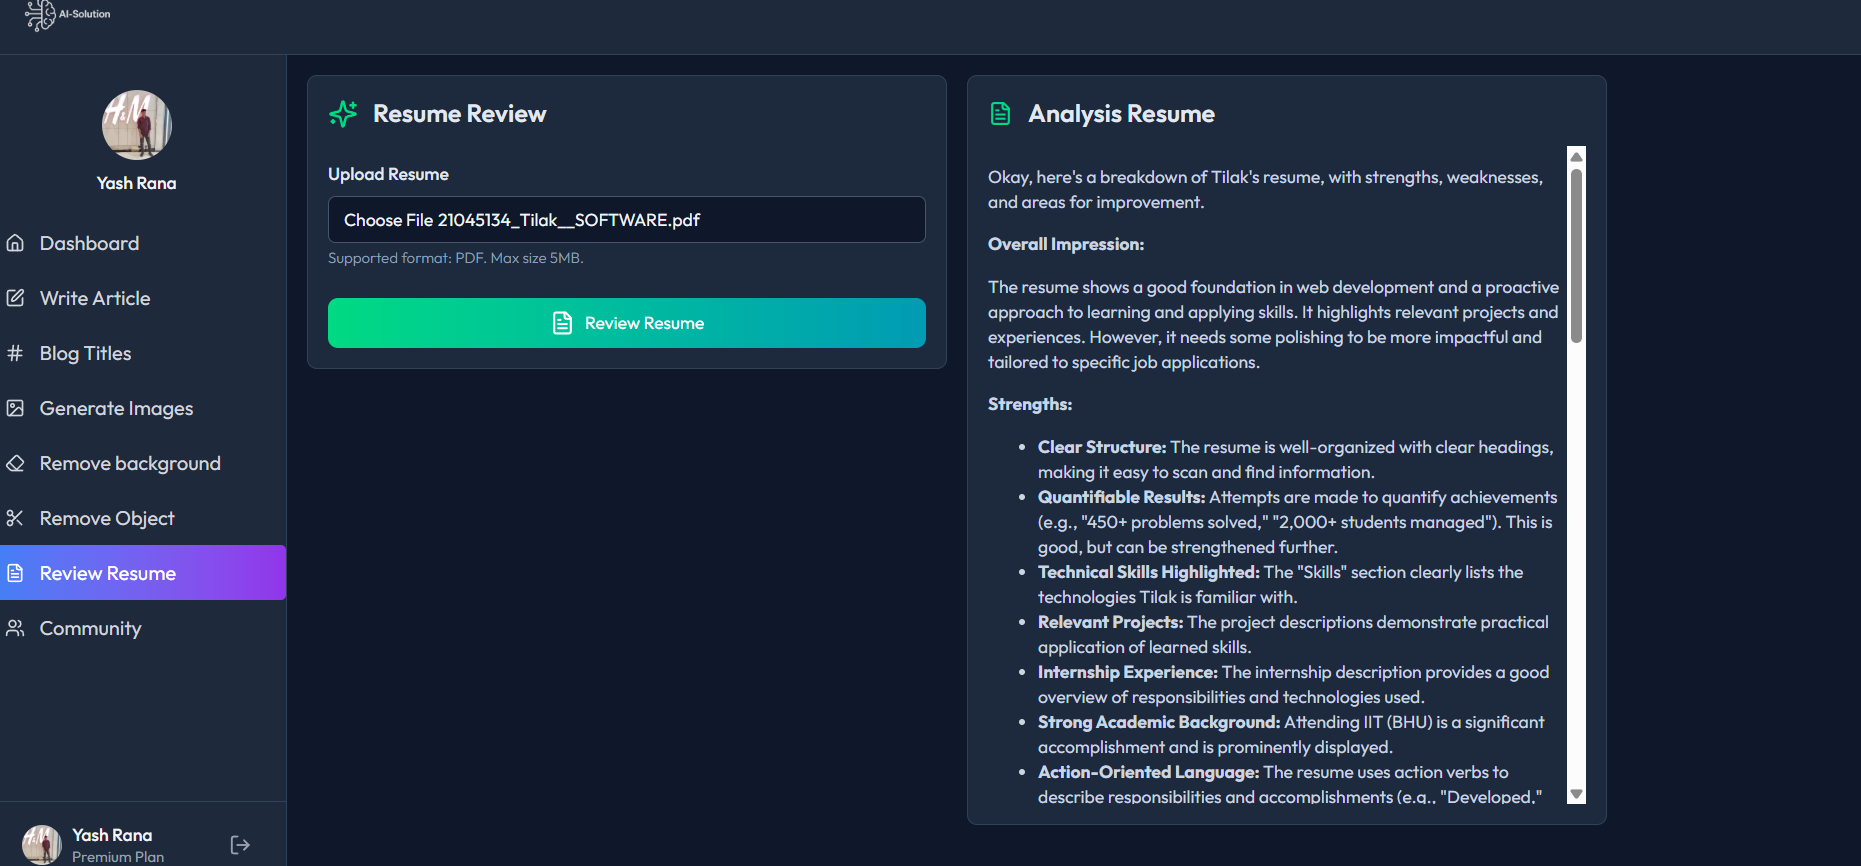 AI-Solution
H&M
Yash Rana
Dashboard
Write Article
Blog Titles
Generate Images
Remove background
Remove Object
Review Resume
Community
H&M
Yash Rana
Premium Plan
Resume Review
Upload Resume
Choose File 21045134_Tilak__SOFTWARE.pdf
Supported format: PDF. Max size 5MB.
Review Resume
Analysis Resume
Okay, here's a breakdown of Tilak's resume, with strengths, weaknesses,
and areas for improvement.
Overall Impression:
The resume shows a good foundation in web development and a proactive
approach to learning and applying skills. It highlights relevant projects and
experiences. However, it needs some polishing to be more impactful and
tailored to specific job applications.
Strengths:
• Clear Structure: The resume is well-organized with clear headings,
making it easy to scan and find information.
• Quantifiable Results: Attempts are made to quantify achievements
(e.g., "450+ problems solved," "2,000+ students managed"). This is
good, but can be strengthened further.
• Technical Skills Highlighted: The "Skills" section clearly lists the
technologies Tilak is familiar with.
• Relevant Projects: The project descriptions demonstrate practical
application of learned skills.
• Internship Experience: The internship description provides a good
overview of responsibilities and technologies used.
• Strong Academic Background: Attending IIT (BHU) is a significant
accomplishment and is prominently displayed.
• Action-Oriented Language: The resume uses action verbs to
describe responsibilities and accomplishments (e.g., "Developed,"